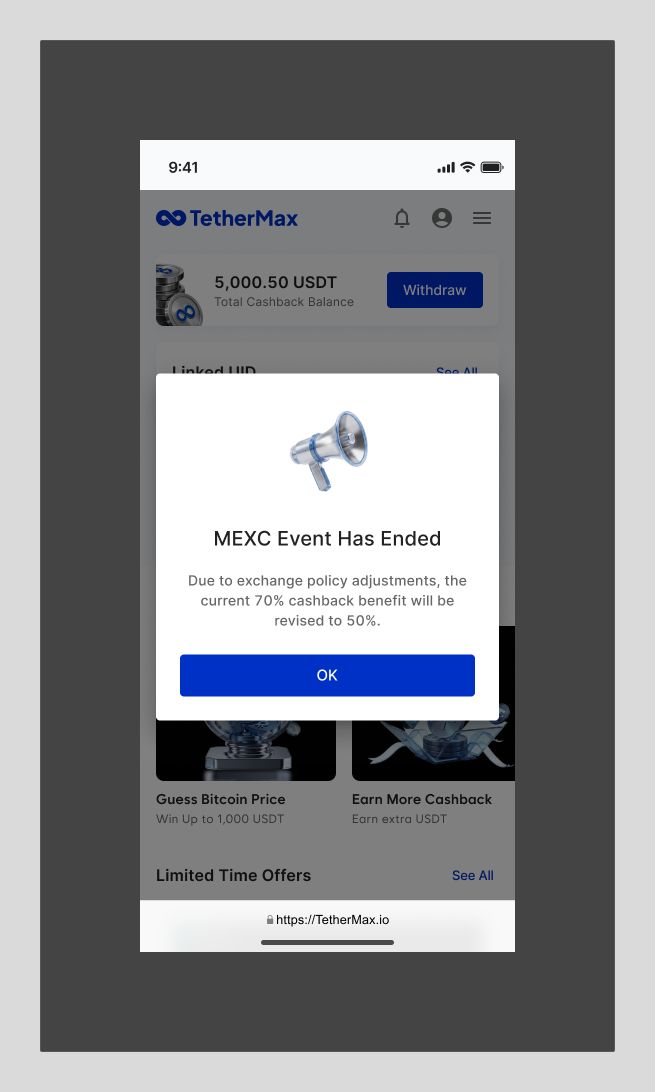 9:41
TetherMax
5,000.50 USDT
Total Cashback Balance
Withdraw
Linked UID
See All
MEXC Event Has Ended
Due to exchange policy adjustments, the
current 70% cashback benefit will be
revised to 50%.
OK
Guess Bitcoin Price
Win Up to 1,000 USDT
Earn More Cashback
Earn extra USDT
Limited Time Offers
See All
https://TetherMax.io